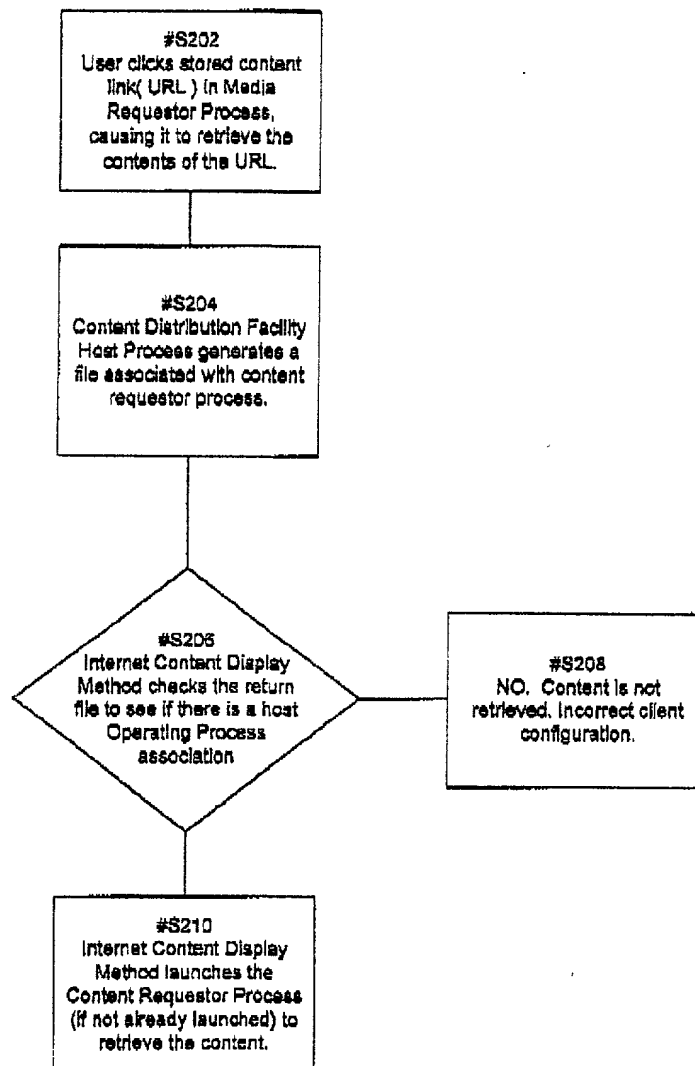 #S202
User clicks stored content
link( URL ) in Media
Requestor Process,
causing it to retrieve the
contents of the URL.
#S204
Content Distribution Facility
Host Process generates a
file associated with content
requestor process.
#S206
Internet Content Display
Method checks the return
file to see if there is a host
Operating Process
association
#S208
NO. Content is not
retrieved. Incorrect client
configuration.
#S210
Internet Content Display
Method launches the
Content Requestor Process
(if not already launched) to
retrieve the content.